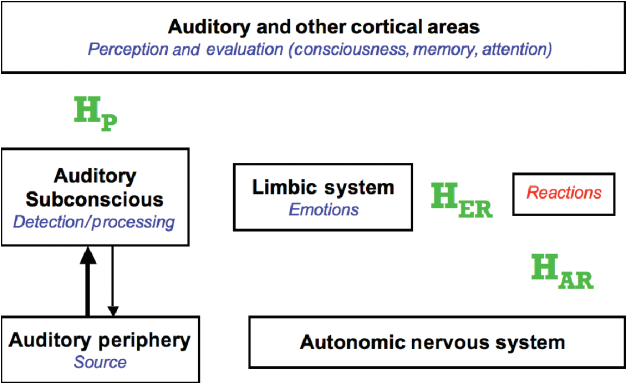 Auditory and other cortical areas
Perception and evaluation (consciousness, memory, attention)
HP
Auditory
Subconscious
Detection/processing
Limbic system
Emotions
HER
Reactions
HAR
Auditory periphery
Source
Autonomic nervous system